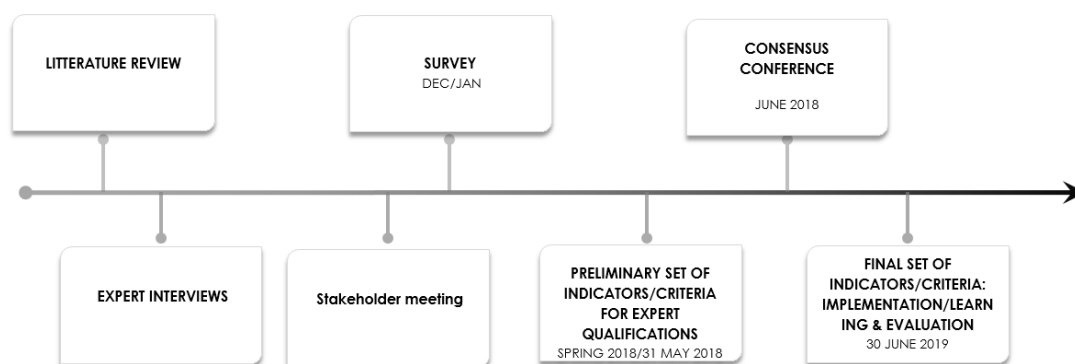 LITTERATURE REVIEW
SURVEY
DEC/JAN
CONSENSUS
CONFERENCE
JUNE 2018
EXPERT INTERVIEWS
Stakeholder meeting
PRELIMINARY SET OF
INDICATORS/CRITERIA
FOR EXPERT
QUALIFICATIONS
SPRING 2018/31 MAY 2018
FINAL SET OF
INDICATORS/CRITERIA:
IMPLEMENTATION/LEARN
ING & EVALUATION
30 JUNE 2019